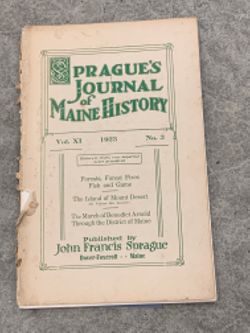 SPRAGUE'S
JOURNAL
of
MAINE HISTORY
Vol. XI 1923 No. 3
Forests, Forest Fires
Fish and Game
The Island of Mount Desert
The March of Benedict Arnold
Through the District of Maine
Published by
John Francis Sprague
Dover-Foxcroft - - Maine